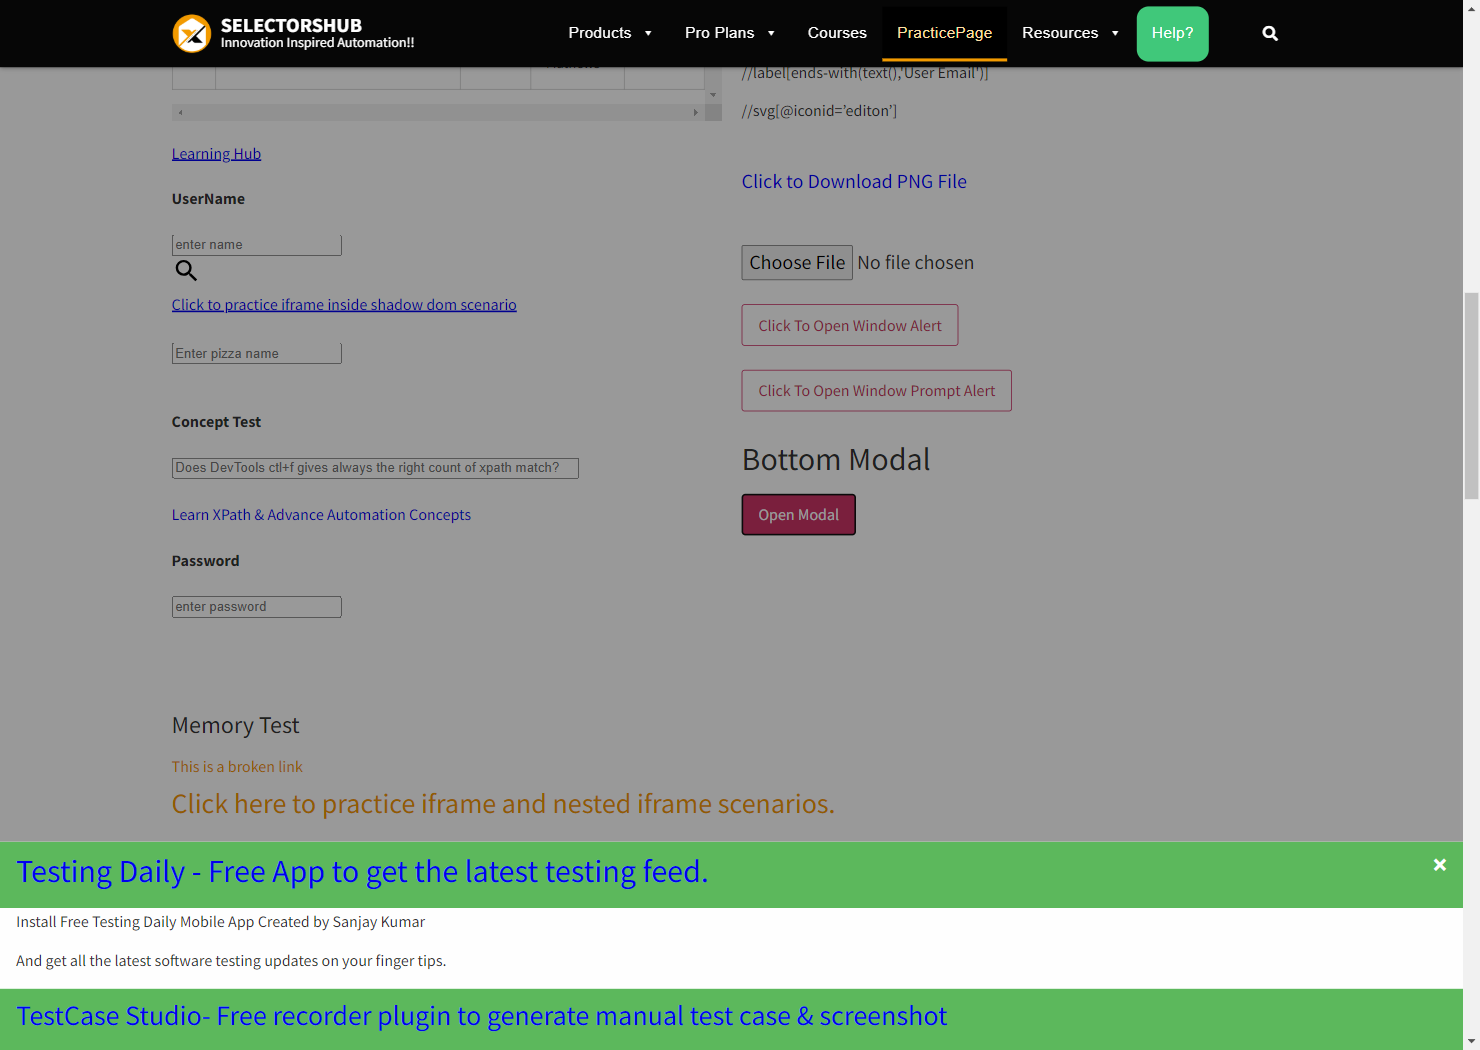 SELECTORSHUB
Innovation Inspired Automation!!
Products
Pro Plans
Courses
PracticePage
Resources
Help?
//label[ends-with(text(),'User Email')]
//svg[@iconid=’editon’]
Learning Hub
Click to Download PNG File
UserName
enter name
Choose File No file chosen
Click to practice iframe inside shadow dom scenario
Click To Open Window Alert
Enter pizza name
Click To Open Window Prompt Alert
Concept Test
Bottom Modal
Does DevTools ctl+f gives always the right count of xpath match?
Learn XPath & Advance Automation Concepts
Open Modal
Password
enter password
Memory Test
This is a broken link
Click here to practice iframe and nested iframe scenarios.
Testing Daily - Free App to get the latest testing feed.
×
Install Free Testing Daily Mobile App Created by Sanjay Kumar
And get all the latest software testing updates on your finger tips.
TestCase Studio- Free recorder plugin to generate manual test case & screenshot